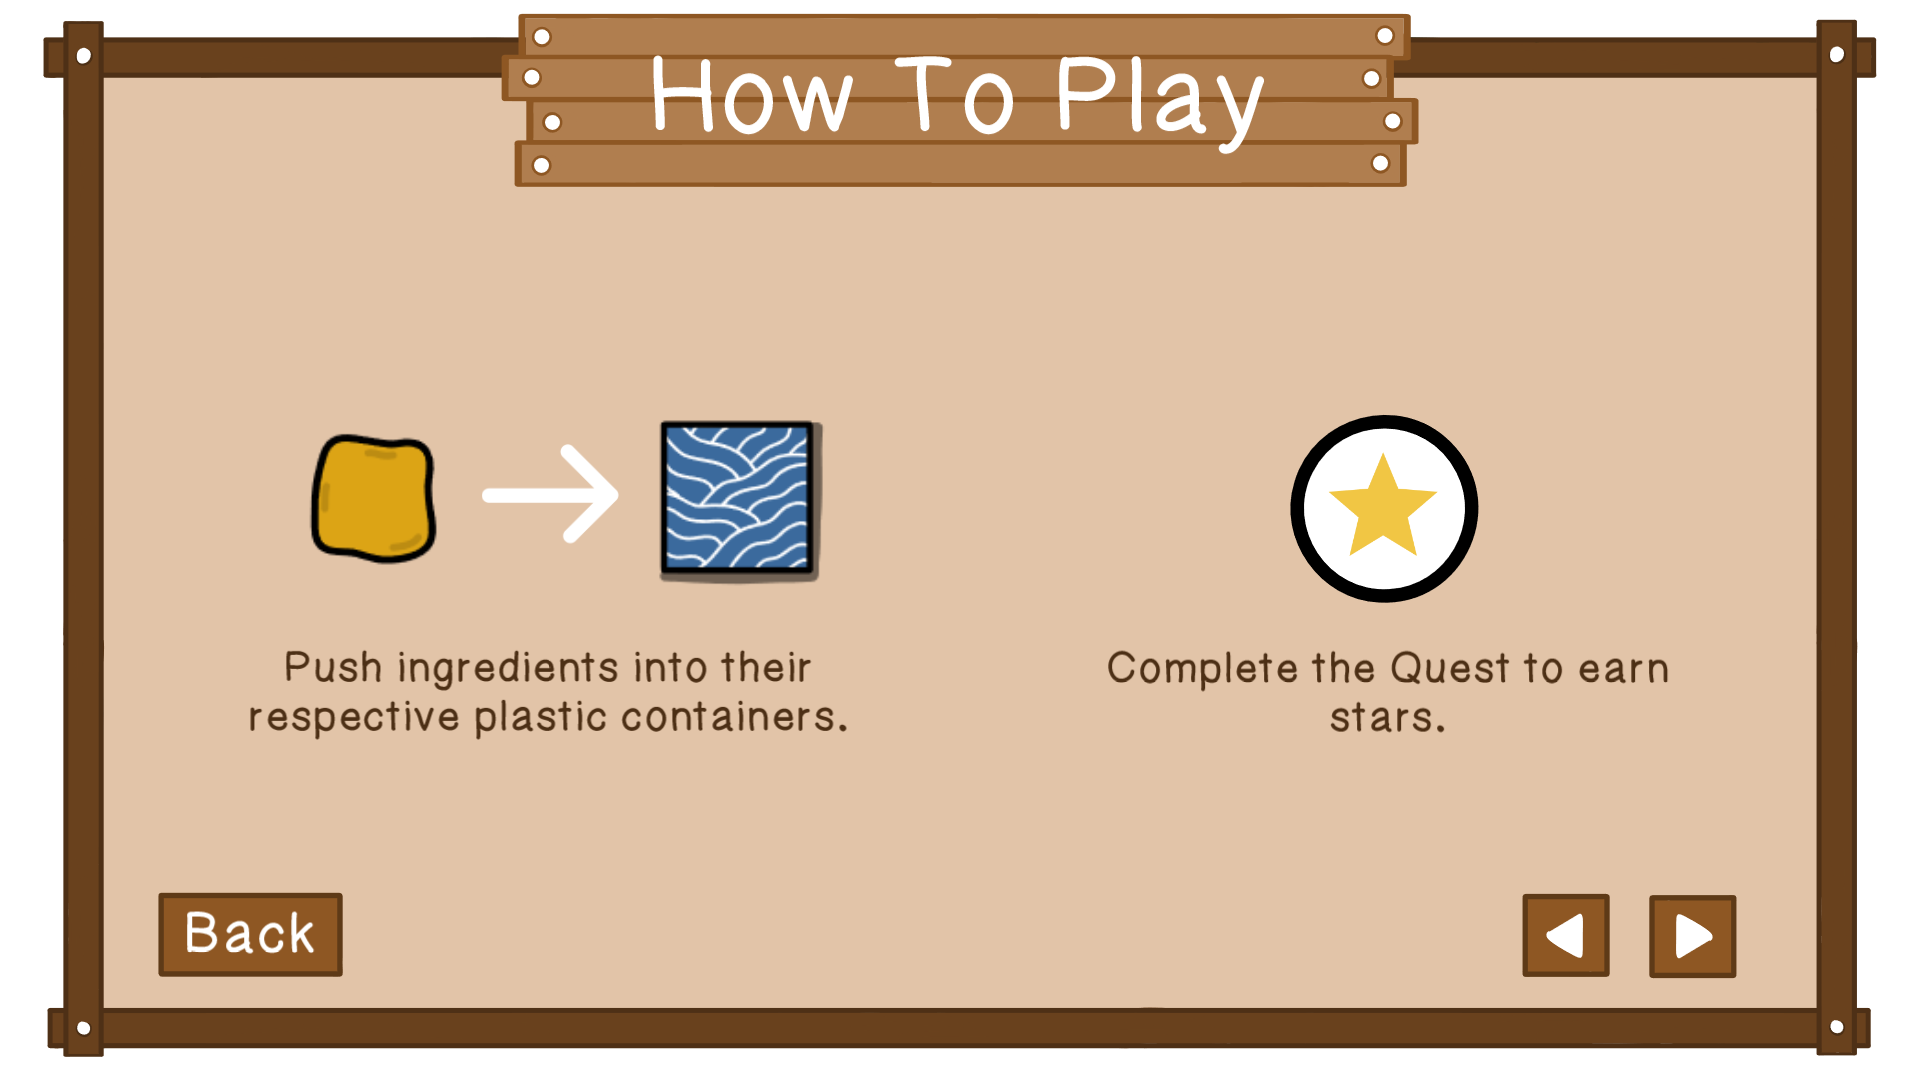 How To Play
Push ingredients into their
respective plastic containers.
Complete the Quest to earn
stars.
Back